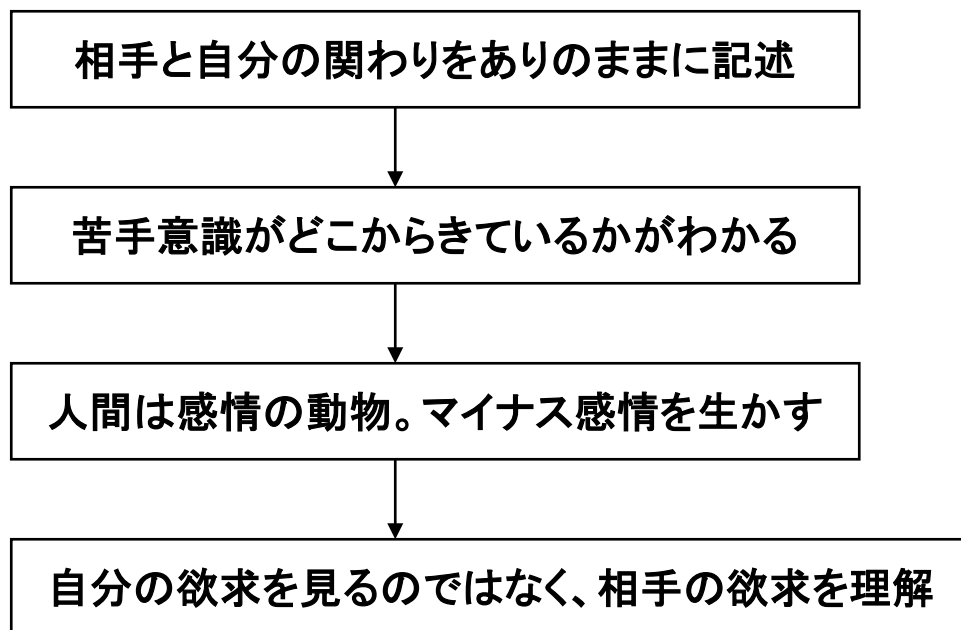 相手と自分の関わりをありのままに記述
苦手意識がどこからきているかがわかる
人間は感情の動物。マイナス感情を生かす
自分の欲求を見るのではなく、相手の欲求を理解